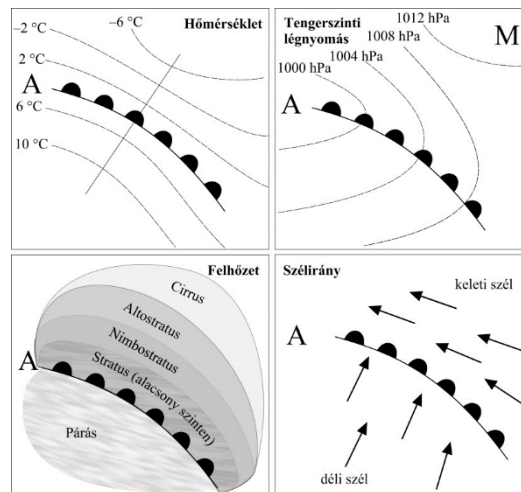 Hőmérséklet
–6 °C
–2 °C
2 °C
A
6 °C
10 °C
Tengerszinti
légnyomás
1012 hPa
M
1008 hPa
1004 hPa
1000 hPa
A
Felhőzet
Cirrus
Altostratus
Nimbostratus
Stratus (alacsony szinten)
A
Párás
Szélirány
keleti szél
A
déli szél